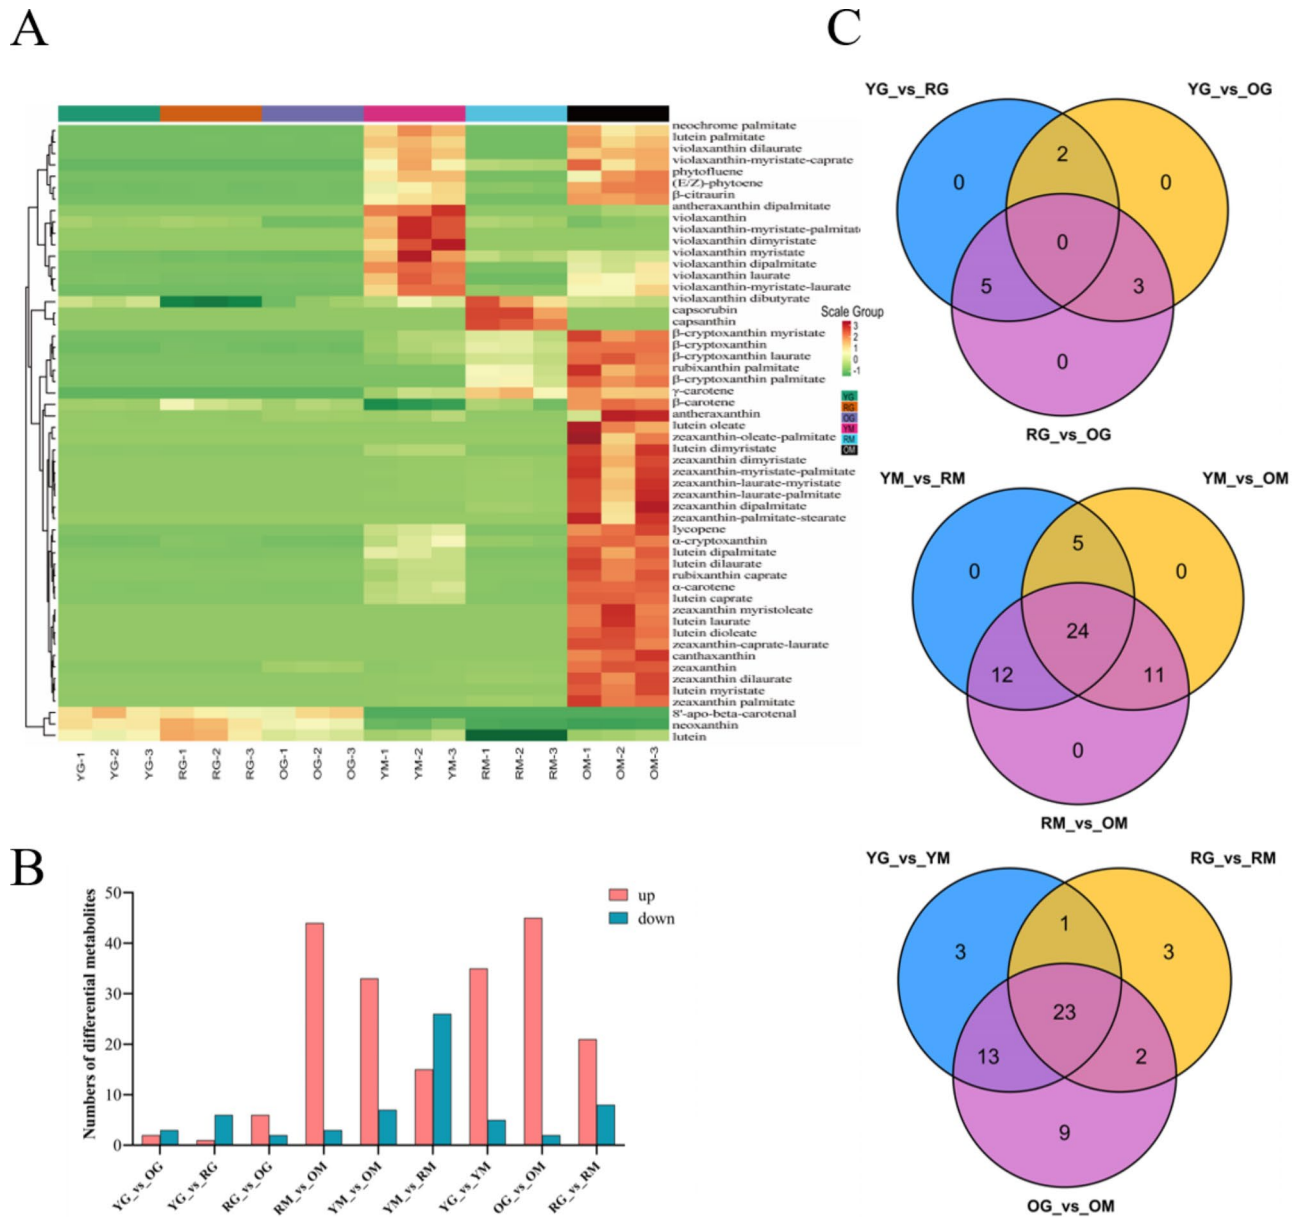 A
neochrome palmitate
lutein palmitate
violaxanthin dilaurate
violaxanthin-myristate-caprate
phytofluene
(E/Z)-phytoene
β-citraurin
antheraxanthin dipalmitate
violaxanthin
violaxanthin-myristate-palmitate
violaxanthin dimyristate
violaxanthin myristate
violaxanthin dipalmitate
violaxanthin laurate
violaxanthin-myristate-laurate
violaxanthin dibutyrate
capsorubin
capsanthin
β-cryptoxanthin myristate
β-cryptoxanthin
β-cryptoxanthin laurate
rubixanthin palmitate
β-cryptoxanthin palmitate
γ-carotene
β-carotene
antheraxanthin
lutein oleate
zeaxanthin-oleate-palmitate
lutein dimyristate
zeaxanthin dimyristate
zeaxanthin-myristate-palmitate
zeaxanthin-laurate-myristate
zeaxanthin-laurate-palmitate
zeaxanthin dipalmitate
zeaxanthin-palmitate-stearate
lycopene
α-cryptoxanthin
lutein dipalmitate
lutein dilaurate
rubixanthin caprate
α-carotene
lutein caprate
zeaxanthin myristoleate
lutein laurate
lutein dioleate
zeaxanthin-caprate-laurate
canthaxanthin
zeaxanthin
zeaxanthin dilaurate
lutein myristate
zeaxanthin palmitate
8'-apo-beta-carotenal
neoxanthin
lutein
YG-1 YG-2 YG-3 RG-1 RG-2 RG-3 OG-1 OG-2 OG-3 YM-1 YM-2 YM-3 RM-1 RM-2 RM-3 OM-1 OM-2 OM-3
Scale Group
3
2
1
0
-1
YG
RG
OG
YM
RM
OM
B
Numbers of differential metabolites
50
40
30
20
10
0
up
down
YG_vs_OG YG_vs_RG RG_vs_OG RM_vs_OM YM_vs_OM YM_vs_RM YG_vs_YM OG_vs_OM RG_vs_RM
C
YG_vs_RG YG_vs_OG
2
0 0
0
5 3
0
RG_vs_OG
YM_vs_RM YM_vs_OM
5
0 0
24
12 11
0
RM_vs_OM
YG_vs_YM RG_vs_RM
1
3 3
23
13 2
9
OG_vs_OM